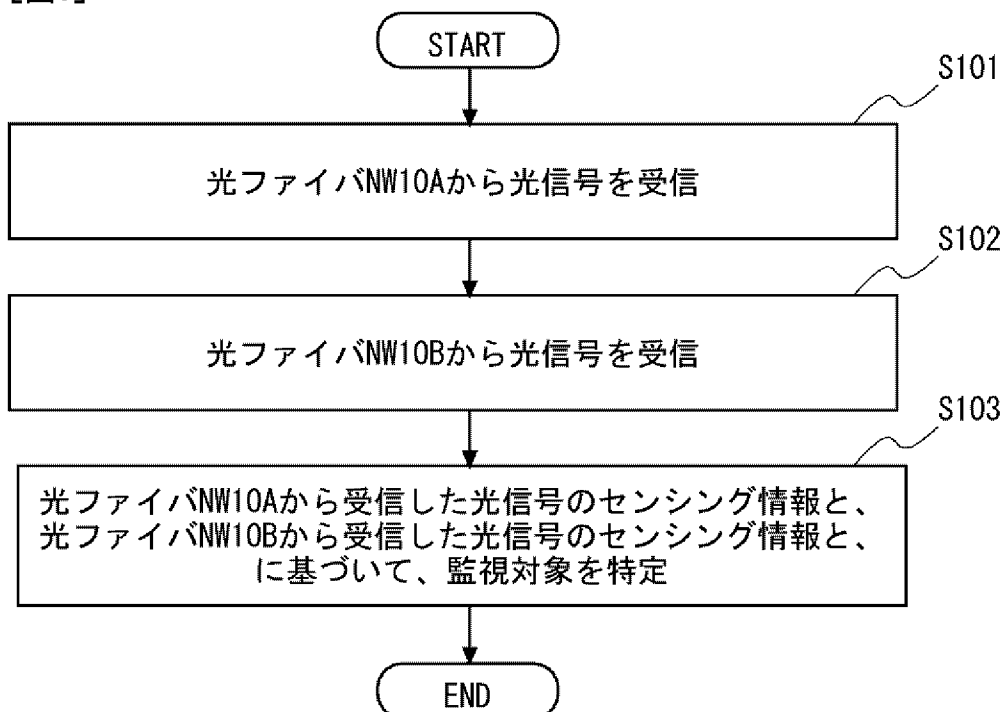 START
S101
光ファイバNW10Aから光信号を受信
S102
光ファイバNW10Bから光信号を受信
S103
光ファイバNW10Aから受信した光信号のセンシング情報と、
光ファイバNW10Bから受信した光信号のセンシング情報と、
に基づいて、監視対象を特定
END